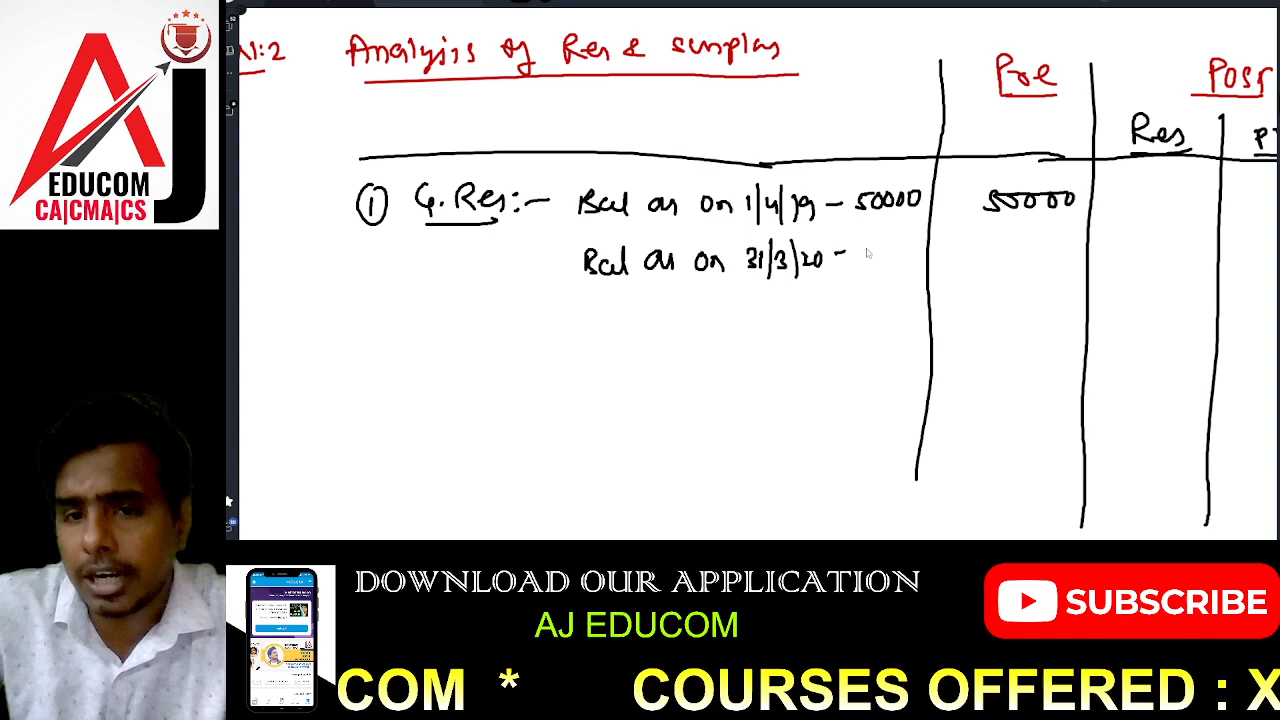 Analysis of Res & surplus
Pre
Post
Res
① G. Res :- Bal as on 1/4/19 - 50000
50000
Bal as on 31/3/20 -
AJ
EDUCOM
CA|CMA|CS
DOWNLOAD OUR APPLICATION
AJ EDUCOM
SUBSCRIBE
COM * COURSES OFFERED : X